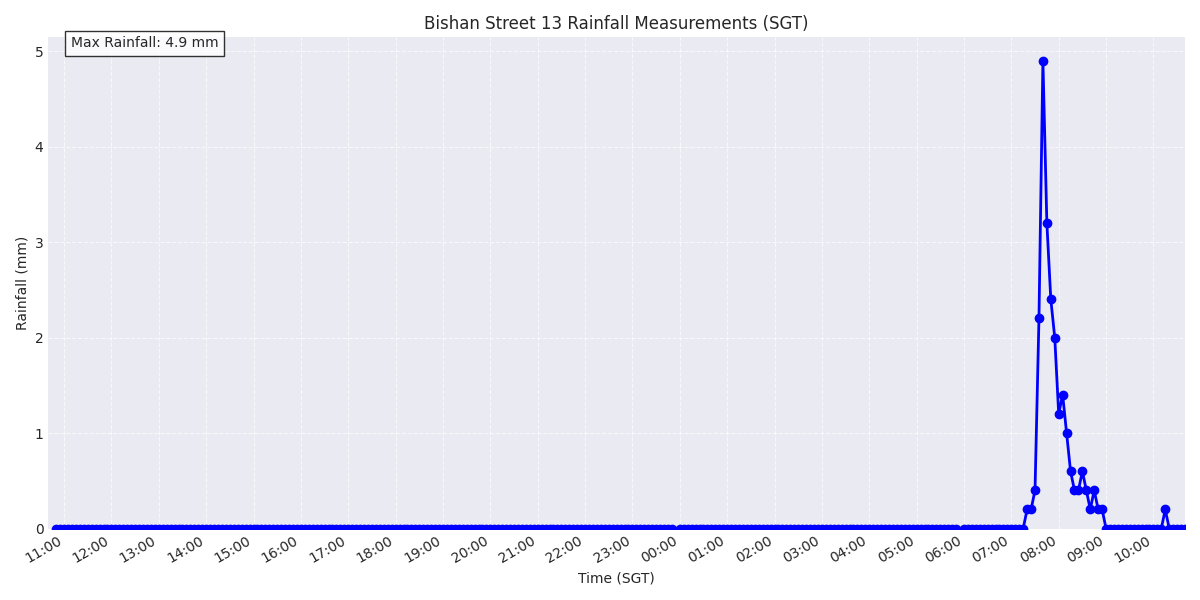 Bishan Street 13 Rainfall Measurements (SGT)
Max Rainfall: 4.9 mm
5
4
3
2
1
0
Rainfall (mm)
11:00 12:00 13:00 14:00 15:00 16:00 17:00 18:00 19:00 20:00 21:00 22:00 23:00 00:00 01:00 02:00 03:00 04:00 05:00 06:00 07:00 08:00 09:00 10:00
Time (SGT)